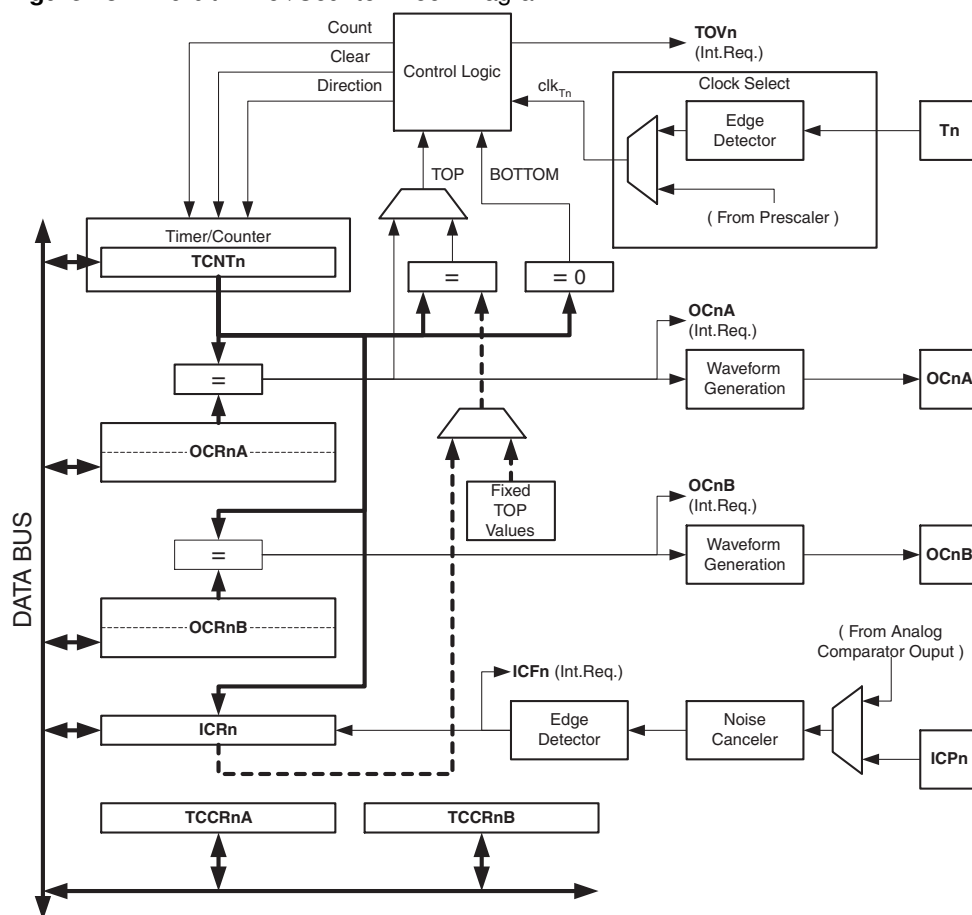 Count
Clear
Direction
Control Logic
clkTn
TOVn
(Int.Req.)
Clock Select
Edge
Detector
Tn
( From Prescaler )
TOP
BOTTOM
Timer/Counter
TCNTn
=
= 0
=
OCnA
(Int.Req.)
Waveform
Generation
OCnA
OCRnA
Fixed
TOP
Values
OCnB
(Int.Req.)
=
Waveform
Generation
OCnB
DATA BUS
OCRnB
( From Analog
Comparator Ouput )
ICFn (Int.Req.)
ICRn
Edge
Detector
Noise
Canceler
ICPn
TCCRnA
TCCRnB